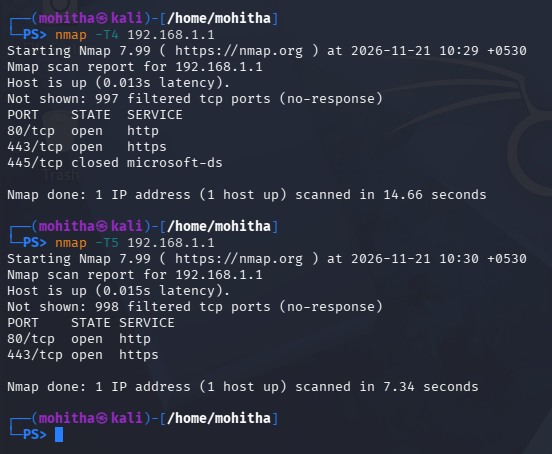 ┌──(mohitha㉿kali)-[/home/mohitha]
└─PS> nmap -T4 192.168.1.1
Starting Nmap 7.99 ( https://nmap.org ) at 2026-11-21 10:29 +0530
Nmap scan report for 192.168.1.1
Host is up (0.013s latency).
Not shown: 997 filtered tcp ports (no-response)
PORT    STATE  SERVICE
80/tcp  open   http
443/tcp open   https
445/tcp closed microsoft-ds
Trash
Nmap done: 1 IP address (1 host up) scanned in 14.66 seconds
┌──(mohitha㉿kali)-[/home/mohitha]
└─PS> nmap -T5 192.168.1.1
Starting Nmap 7.99 ( https://nmap.org ) at 2026-11-21 10:30 +0530
Nmap scan report for 192.168.1.1
Host is up (0.015s latency).
Not shown: 998 filtered tcp ports (no-response)
PORT    STATE SERVICE
80/tcp  open  http
443/tcp open  https
Nmap done: 1 IP address (1 host up) scanned in 7.34 seconds
┌──(mohitha㉿kali)-[/home/mohitha]
└─PS>